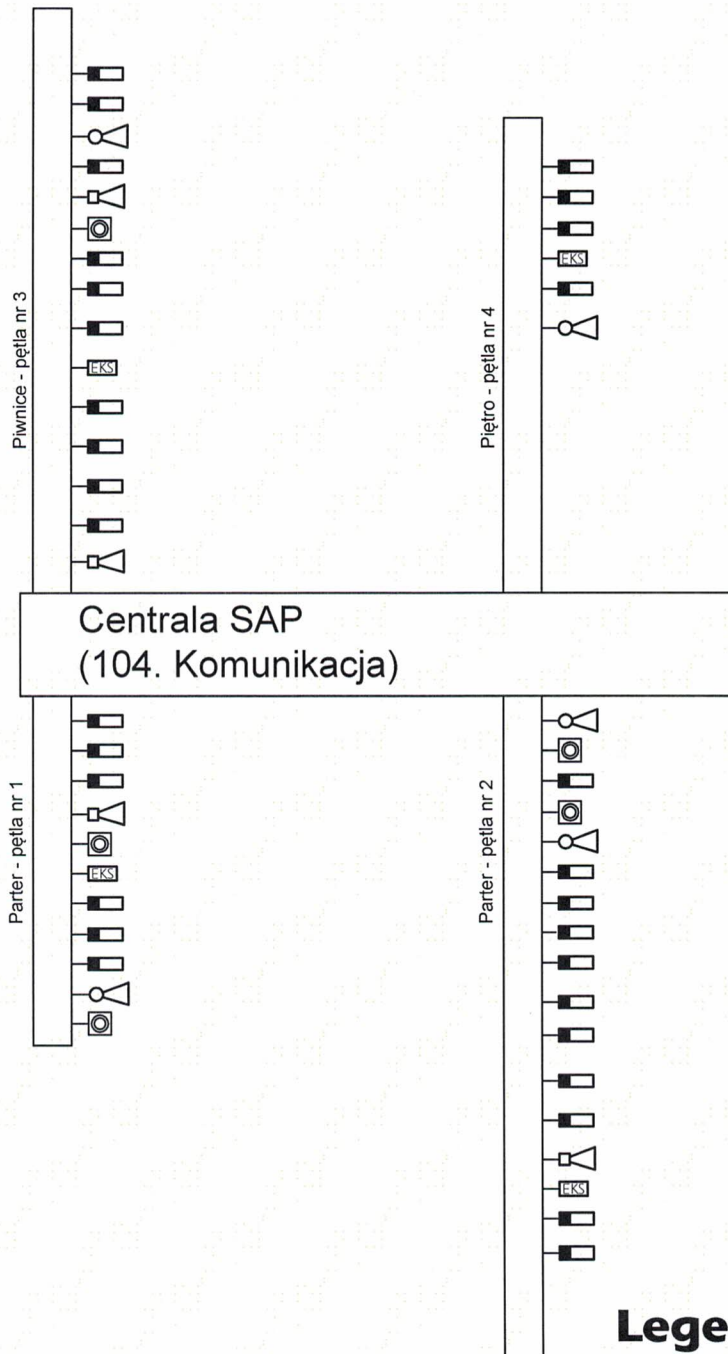 Piwnice - pętla nr 3
EKS
Piętro - pętla nr 4
EKS
Centrala SAP
(104. Komunikacja)
Parter - pętla nr 1
EKS
Parter - pętla nr 2
EKS
Lege